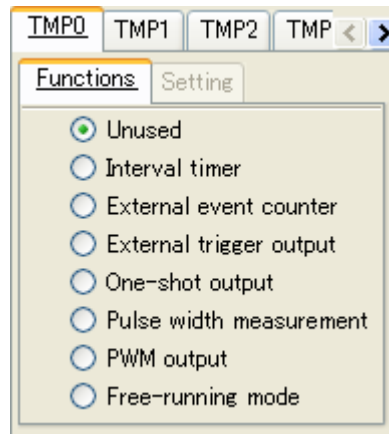 TMP0 TMP1 TMP2 TMP
Functions Setting
Unused
Interval timer
External event counter
External trigger output
One-shot output
Pulse width measurement
PWM output
Free-running mode